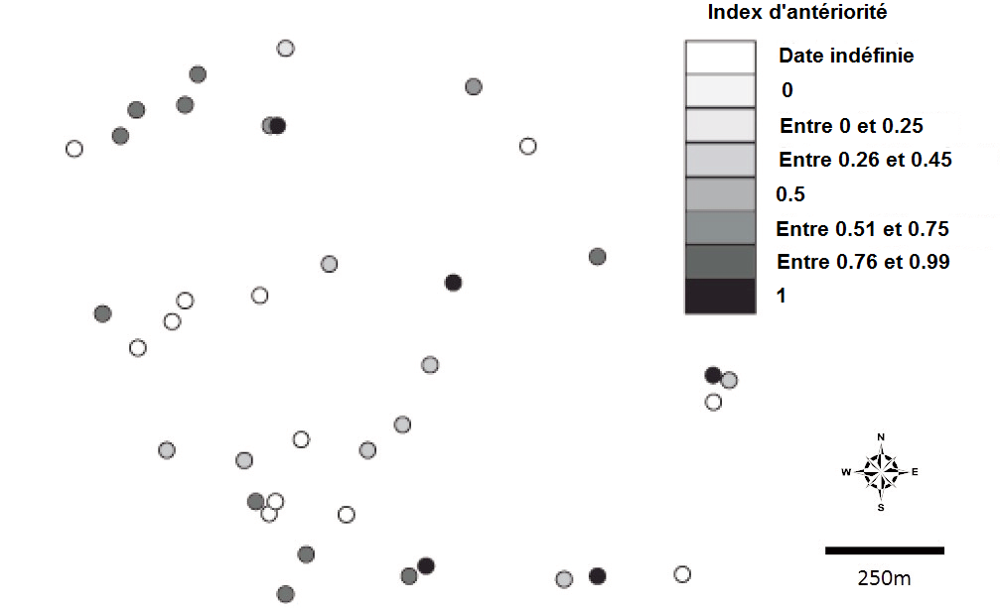 Index d'antériorité
Date indéfinie
0
Entre 0 et 0.25
Entre 0.26 et 0.45
0.5
Entre 0.51 et 0.75
Entre 0.76 et 0.99
1
N
W E
S
250m